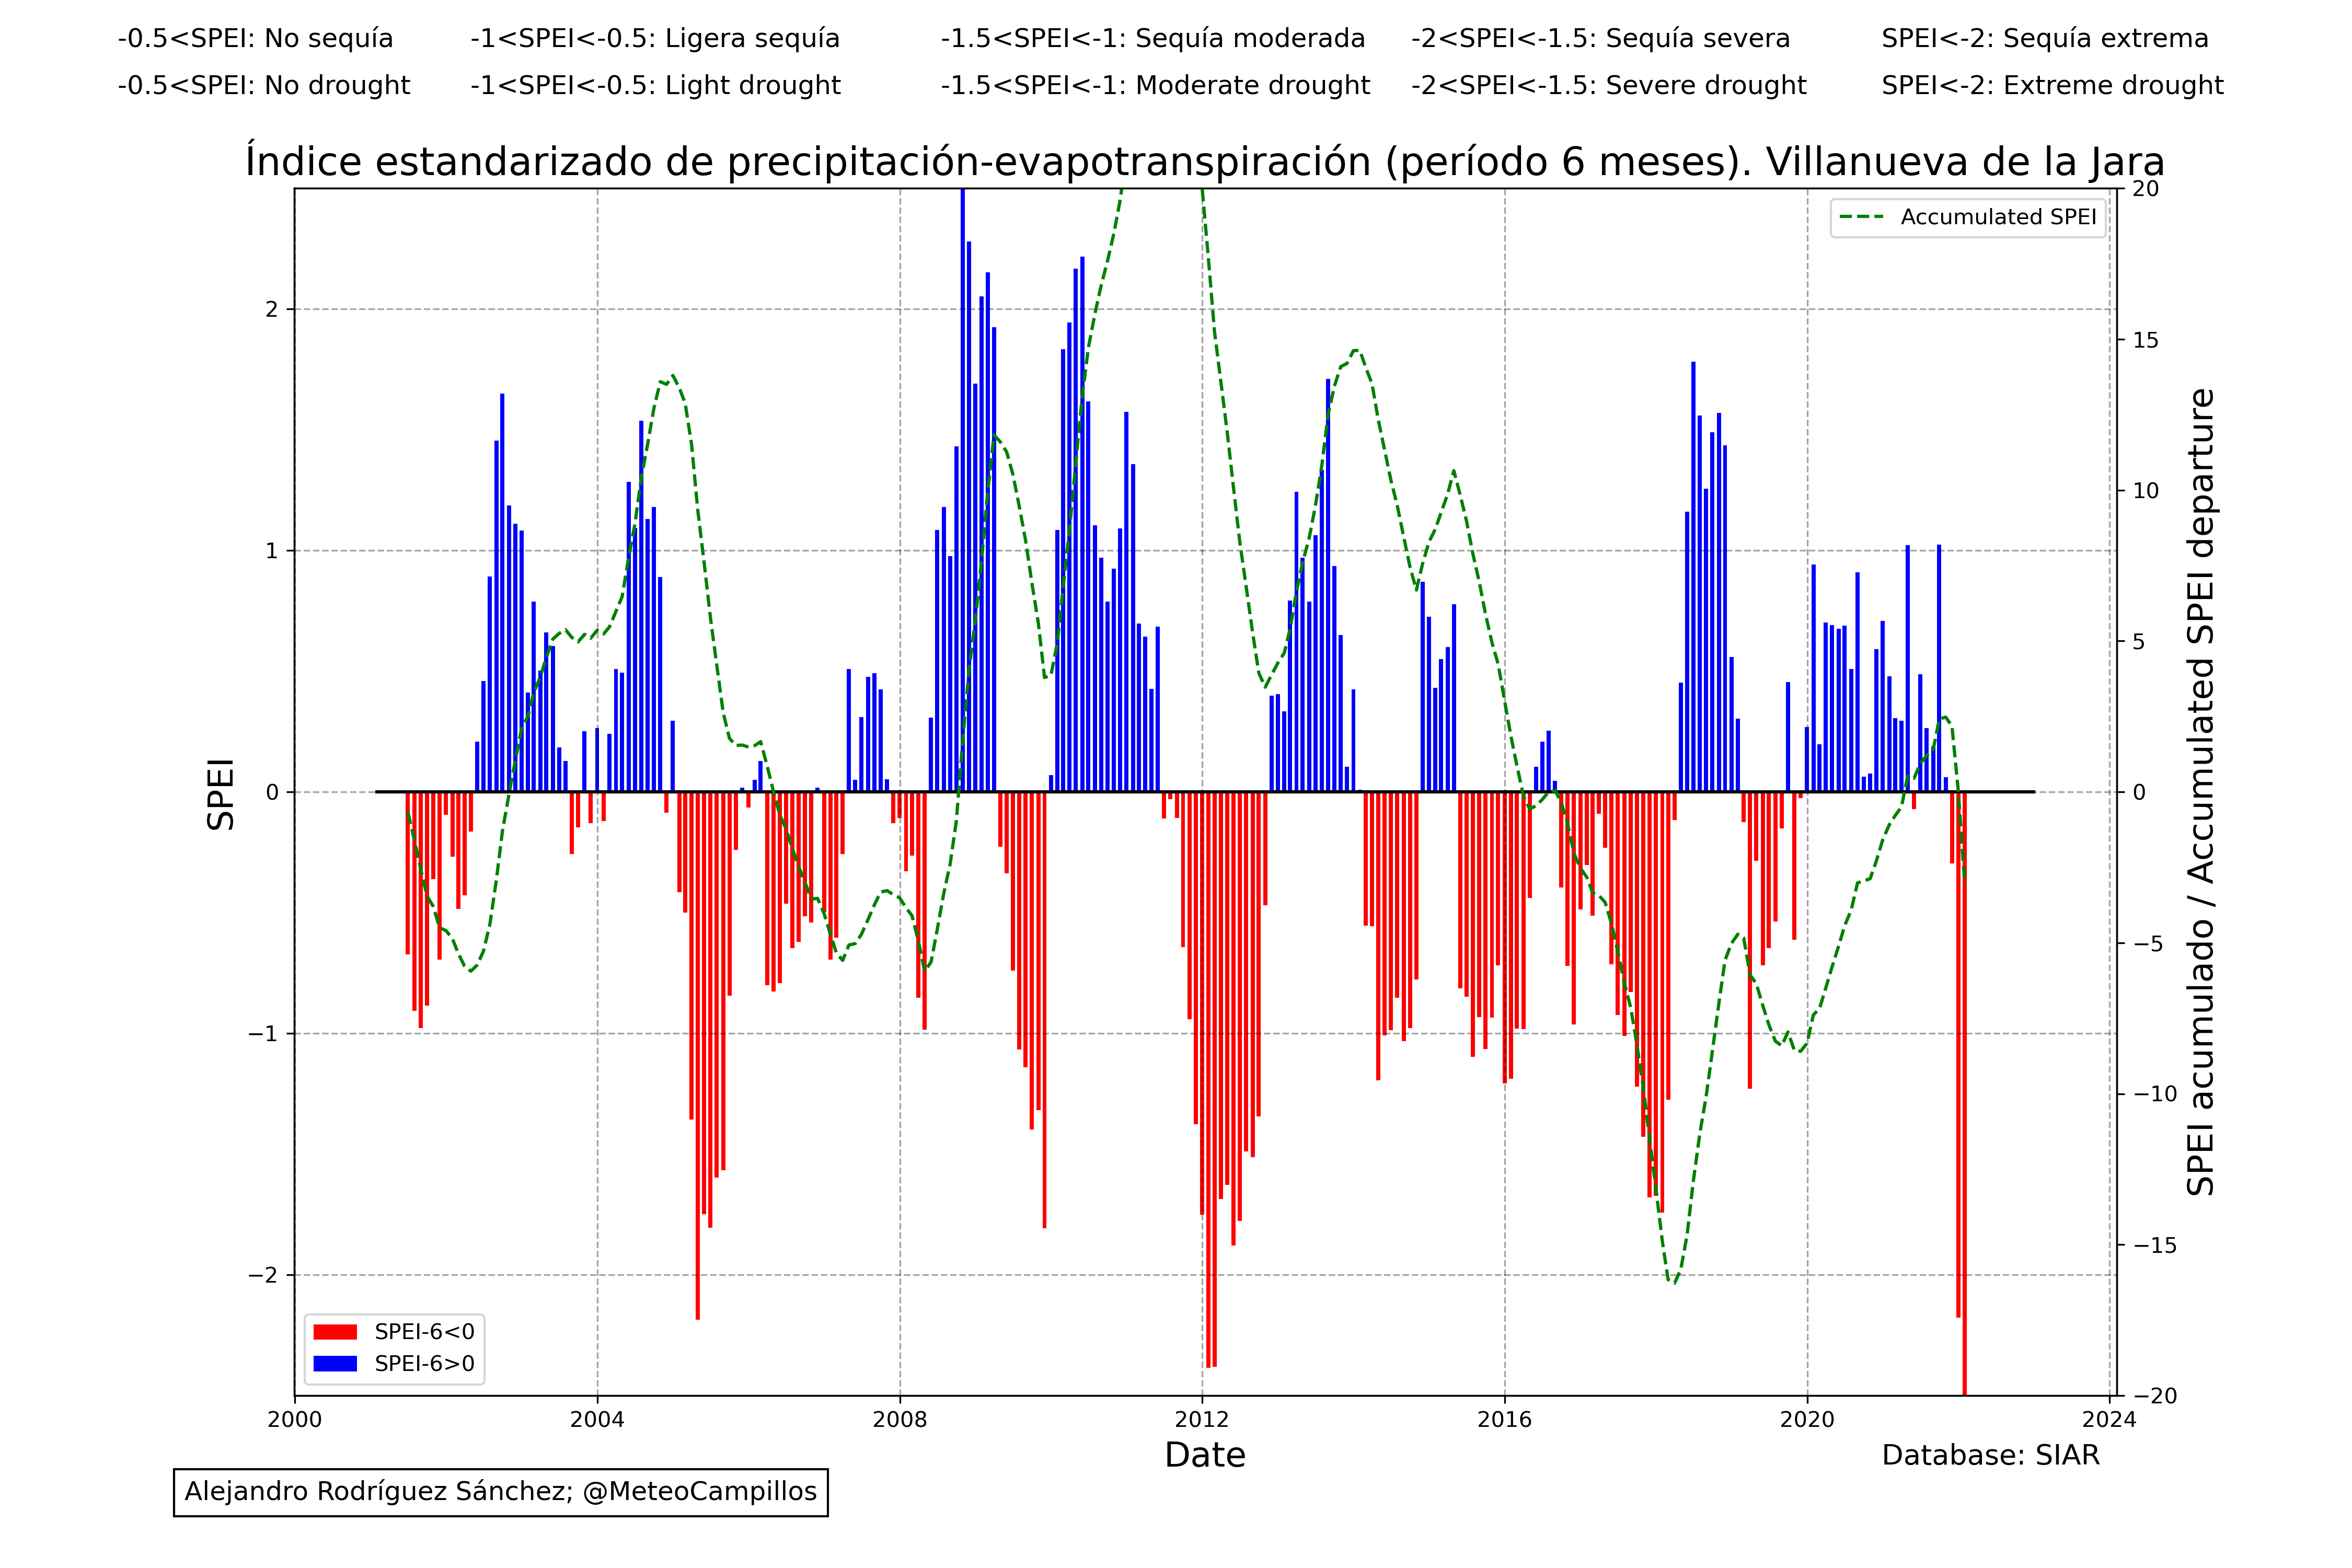 -0.5<SPEI: No sequía -1<SPEI<-0.5: Ligera sequía -1.5<SPEI<-1: Sequía moderada -2<SPEI<-1.5: Sequía severa SPEI<-2: Sequía extrema
-0.5<SPEI: No drought -1<SPEI<-0.5: Light drought -1.5<SPEI<-1: Moderate drought -2<SPEI<-1.5: Severe drought SPEI<-2: Extreme drought
Índice estandarizado de precipitación-evapotranspiración (período 6 meses). Villanueva de la Jara
Accumulated SPEI
SPEI
2
1
0
−1
−2
20
15
10
5
0
−5
−10
−15
−20
SPEI acumulado / Accumulated SPEI departure
SPEI-6<0
SPEI-6>0
2000 2004 2008 2012 2016 2020 2024
Date
Database: SIAR
Alejandro Rodríguez Sánchez; @MeteoCampillos